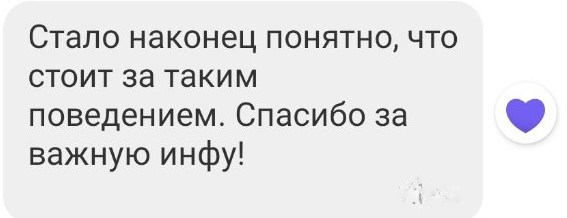 Стало наконец понятно, что
стоит за таким
поведением. Спасибо за
важную инфу!